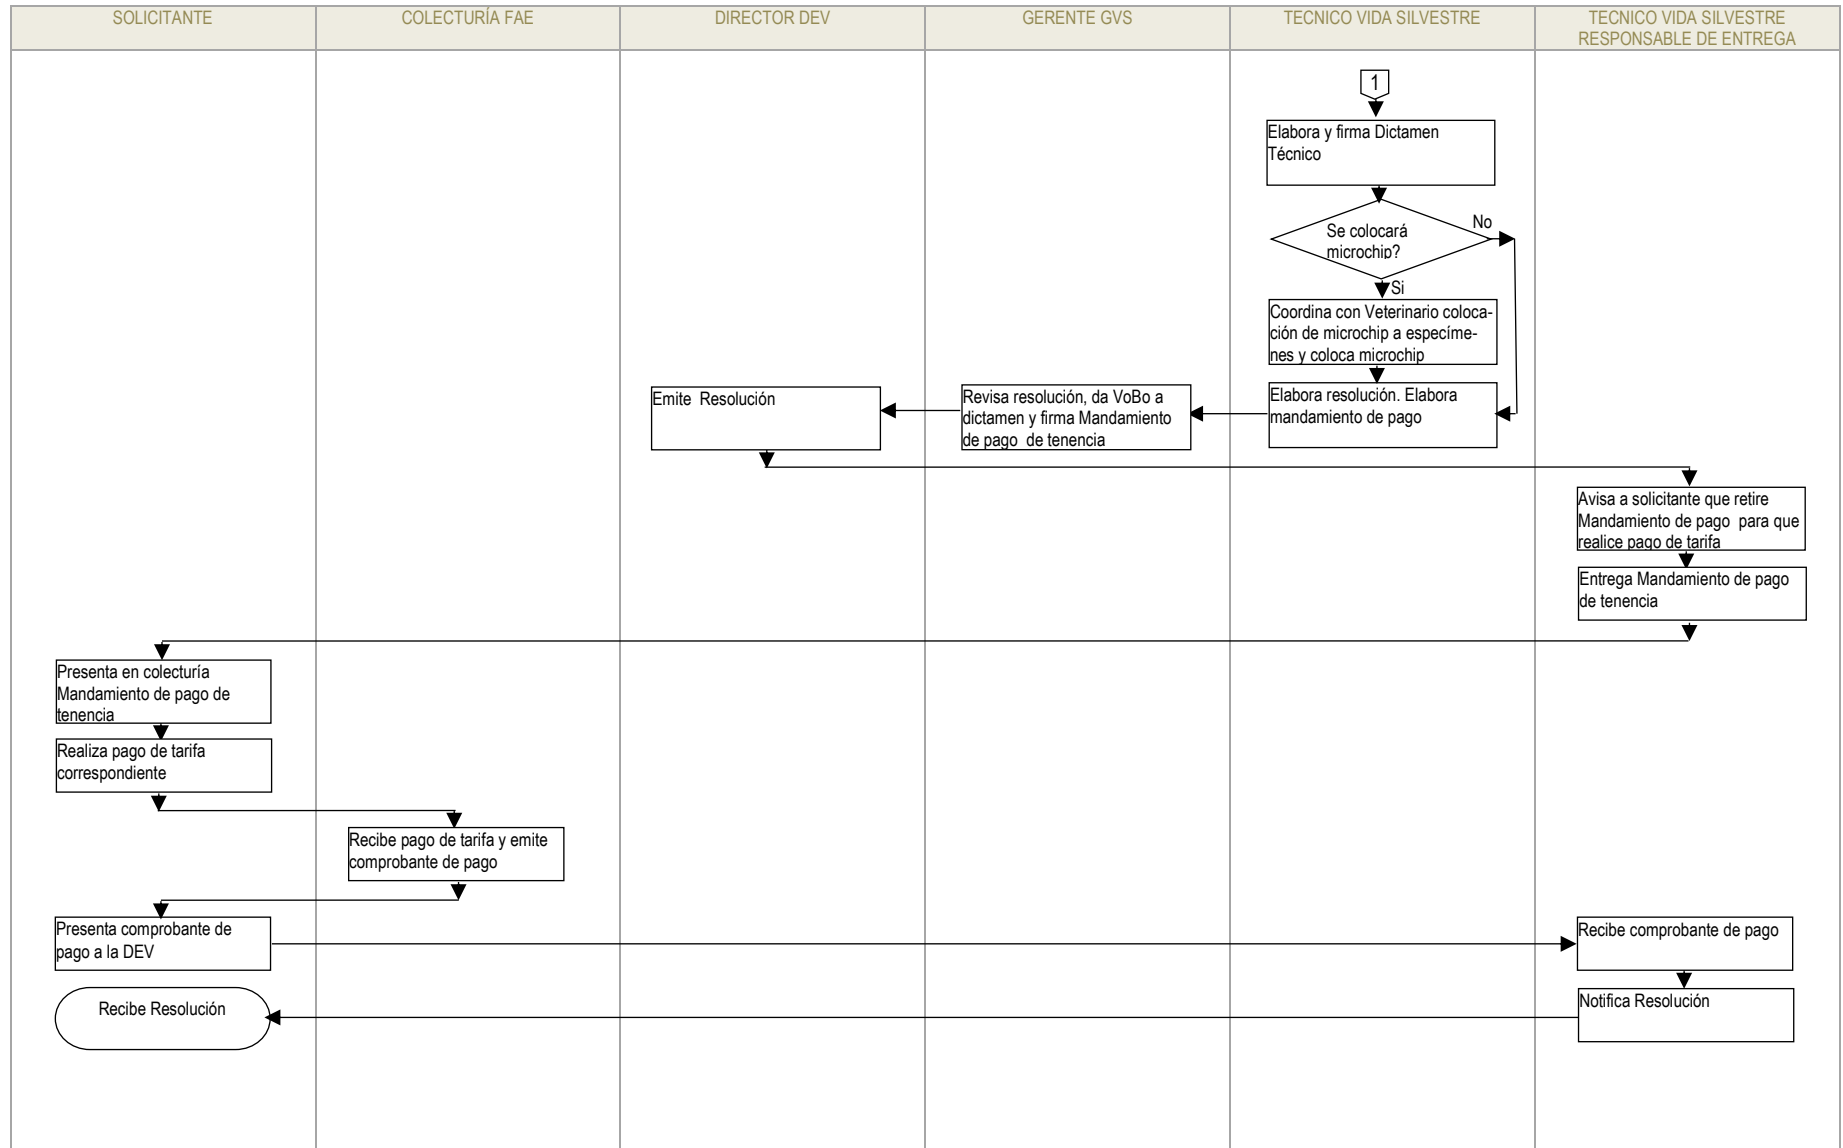 SOLICITANTE
COLECTURÍA FAE
DIRECTOR DEV
GERENTE GVS
TECNICO VIDA SILVESTRE
TECNICO VIDA SILVESTRE
RESPONSABLE DE ENTREGA
1
Elabora y firma Dictamen
Técnico
Se colocará
microchip?
No
Si
Coordina con Veterinario coloca-
ción de microchip a especíme-
nes y coloca microchip
Emite Resolución
Revisa resolución, da VoBo a
dictamen y firma Mandamiento
de pago de tenencia
Elabora resolución. Elabora
mandamiento de pago
Avisa a solicitante que retire
Mandamiento de pago para que
realice pago de tarifa
Entrega Mandamiento de pago
de tenencia
Presenta en colecturía
Mandamiento de pago de
tenencia
Realiza pago de tarifa
correspondiente
Recibe pago de tarifa y emite
comprobante de pago
Presenta comprobante de
pago a la DEV
Recibe comprobante de pago
Recibe Resolución
Notifica Resolución